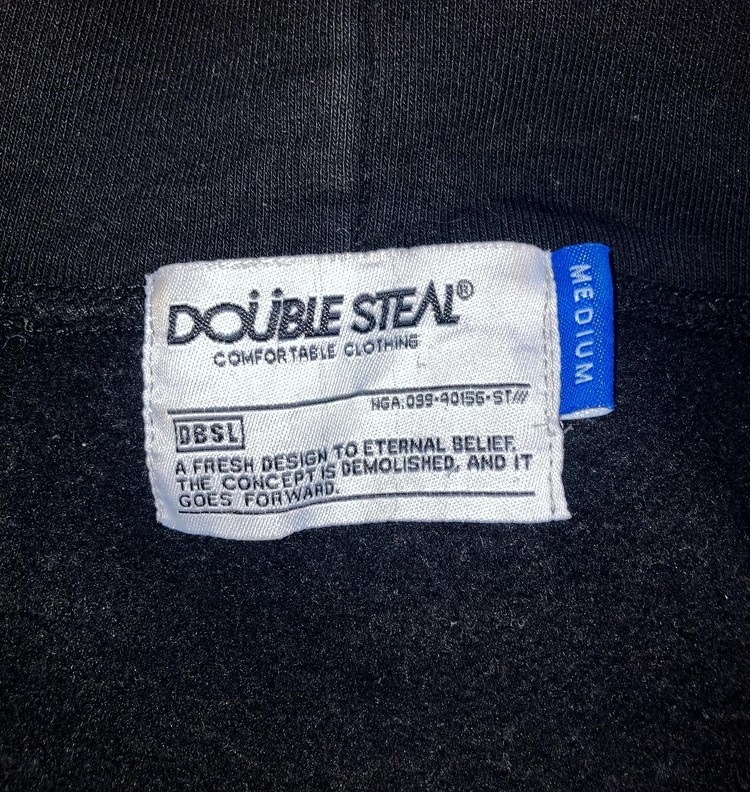 DOÜBLE STEAL®
COMFORTABLE CLOTHING
MEDIUM
NGA.099-40156-ST///
DBSL
A FRESH DESIGN TO ETERNAL BELIEF.
THE CONCEPT IS DEMOLISHED, AND IT
GOES FORWARD.